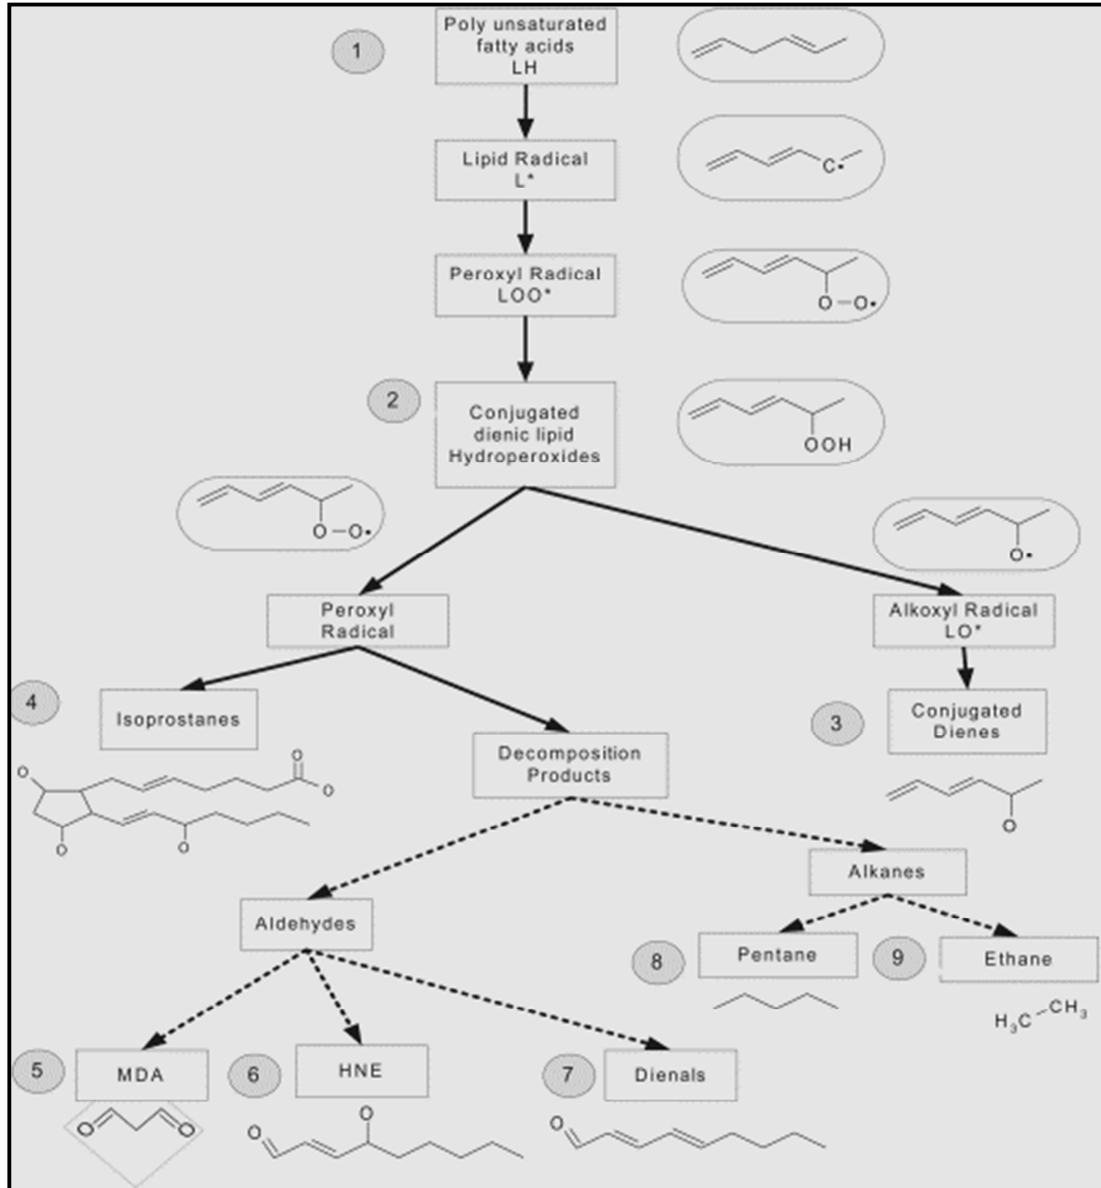 1
Poly unsaturated
fatty acids
LH
Lipid Radical
L*
C•
Peroxyl Radical
LOO*
O–O•
2
Conjugated
dienic lipid
Hydroperoxides
OOH
O–O•
O•
Peroxyl
Radical
Alkoxyl Radical
LO*
4
Isoprostanes
3
Conjugated
Dienes
Decomposition
Products
O
O
O
O
O
O
Alkanes
Aldehydes
8
Pentane
9
Ethane
H₃C–CH₃
5
MDA
6
HNE
7
Dienals
O
O
O
O
O